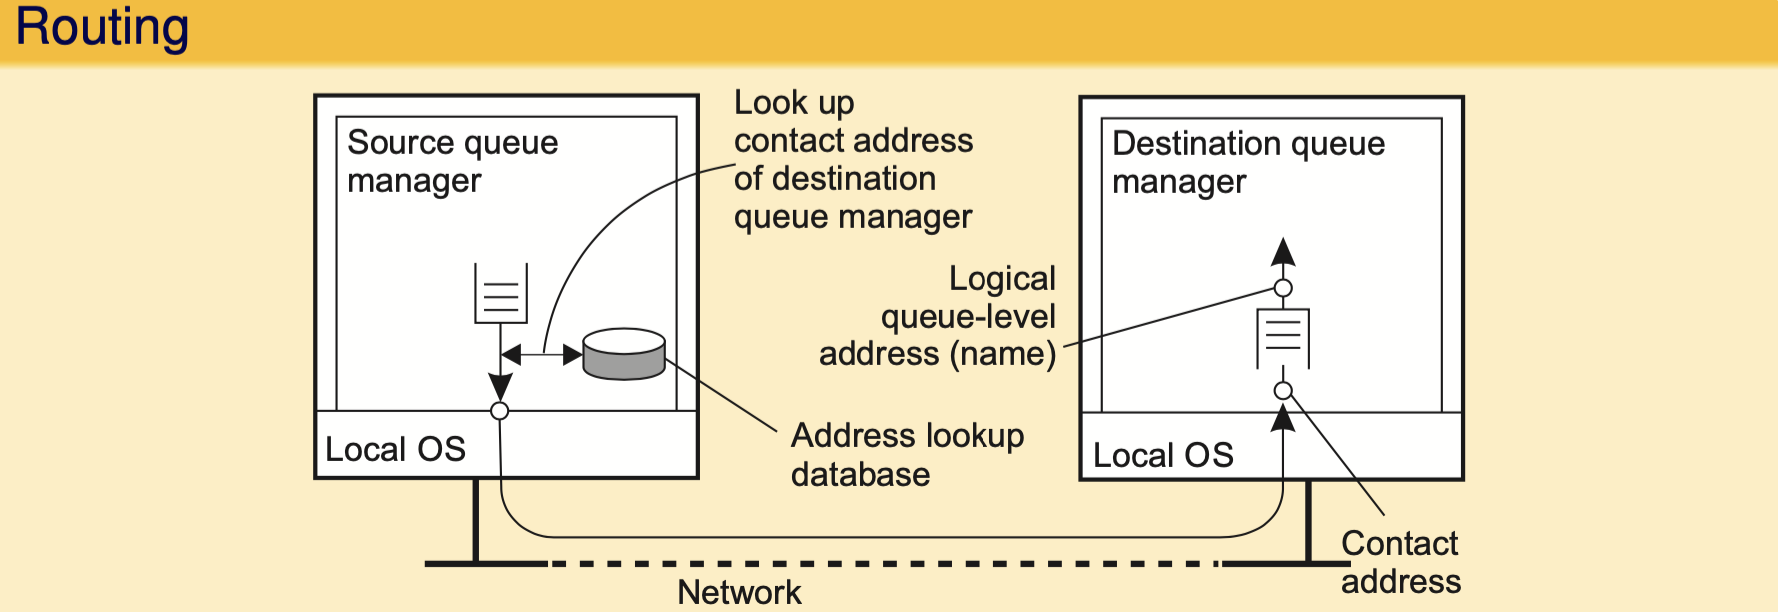 Routing
Source queue
manager
Look up
contact address
of destination
queue manager
Destination queue
manager
Logical
queue-level
address (name)
Address lookup
database
Local OS
Local OS
Contact
address
Network